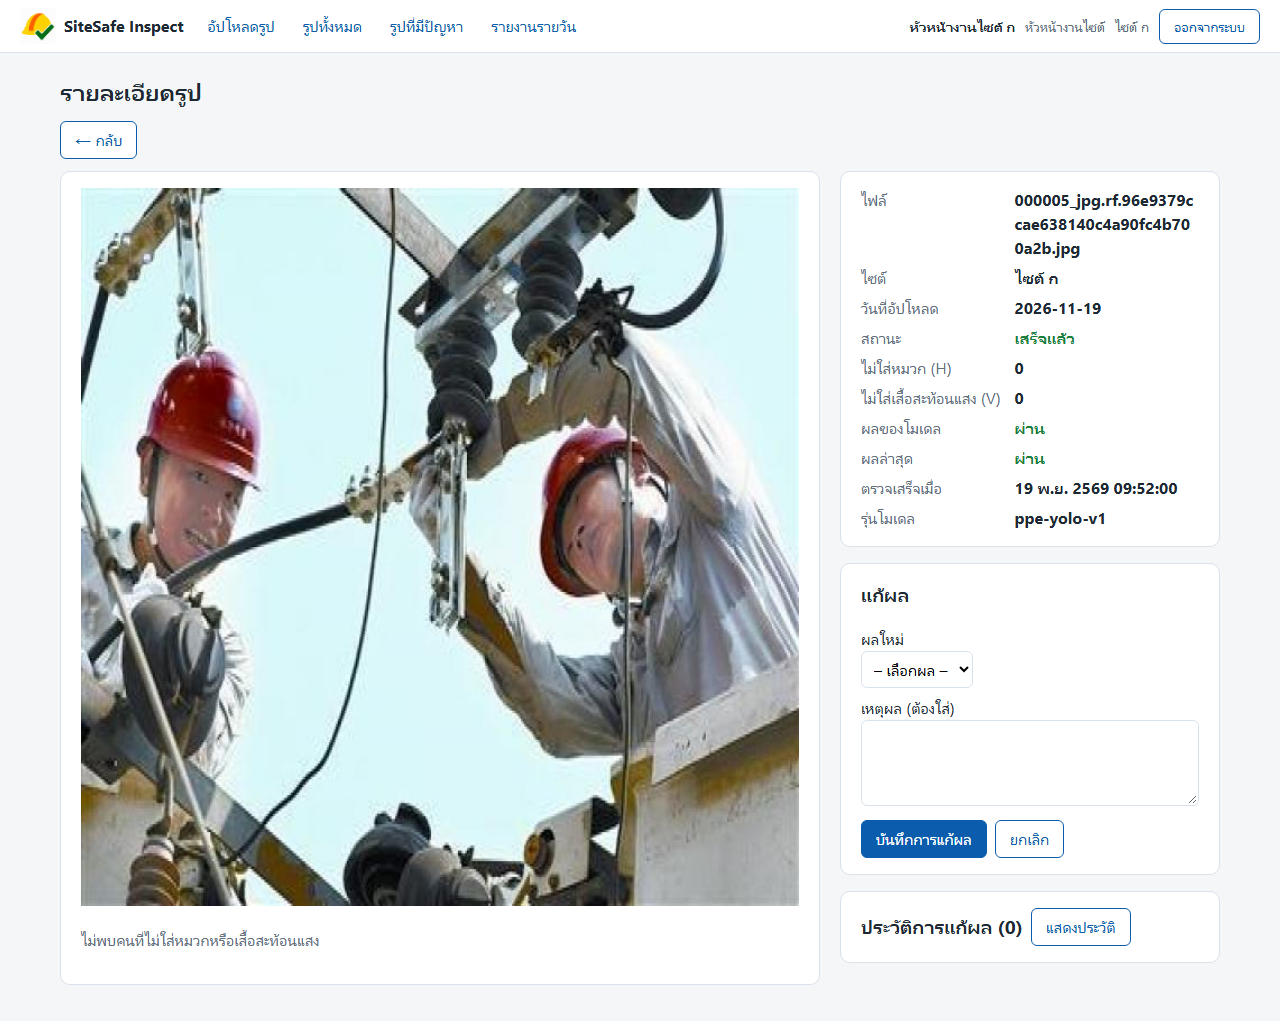 SiteSafe Inspect อัปโหลดรูป รูปทั้งหมด รูปที่มีปัญหา รายงานรายวัน หัวหน้างานไซต์ ก หัวหน้างานไซต์ ไซต์ ก ออกจากระบบ
รายละเอียดรูป
← กลับ
ไม่พบคนที่ไม่ใส่หมวกหรือเสื้อสะท้อนแสง
ไฟล์ 000005_jpg.rf.96e9379c
cae638140c4a90fc4b70
0a2b.jpg
ไซต์ ไซต์ ก
วันที่อัปโหลด 2026-11-19
สถานะ เสร็จแล้ว
ไม่ใส่หมวก (H) 0
ไม่ใส่เสื้อสะท้อนแสง (V) 0
ผลของโมเดล ผ่าน
ผลล่าสุด ผ่าน
ตรวจเสร็จเมื่อ 19 พ.ย. 2569 09:52:00
รุ่นโมเดล ppe-yolo-v1
แก้ผล
ผลใหม่
– เลือกผล –
เหตุผล (ต้องใส่)
บันทึกการแก้ผล ยกเลิก
ประวัติการแก้ผล (0) แสดงประวัติ